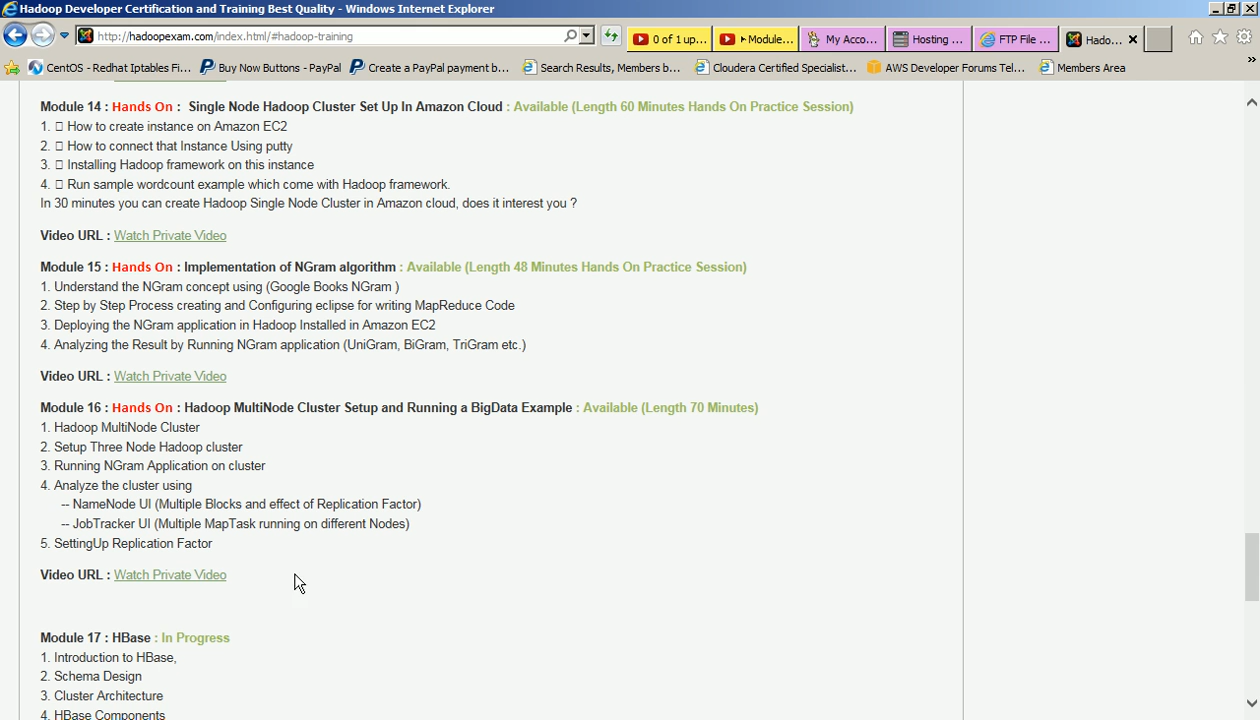 Hadoop Developer Certification and Training Best Quality - Windows Internet Explorer
http://hadoopexam.com/index.html/#hadoop-training
0 of 1 up...
Module...
My Acco...
Hosting ...
FTP File ...
Hado...
CentOS - Redhat Iptables Fi...
Buy Now Buttons - PayPal
Create a PayPal payment b...
Search Results, Members b...
Cloudera Certified Specialist...
AWS Developer Forums Tel...
Members Area
Module 14 : Hands On : Single Node Hadoop Cluster Set Up In Amazon Cloud : Available (Length 60 Minutes Hands On Practice Session)
1. How to create instance on Amazon EC2
2. How to connect that Instance Using putty
3. Installing Hadoop framework on this instance
4. Run sample wordcount example which come with Hadoop framework.
In 30 minutes you can create Hadoop Single Node Cluster in Amazon cloud, does it interest you ?
Video URL : Watch Private Video
Module 15 : Hands On : Implementation of NGram algorithm : Available (Length 48 Minutes Hands On Practice Session)
1. Understand the NGram concept using (Google Books NGram )
2. Step by Step Process creating and Configuring eclipse for writing MapReduce Code
3. Deploying the NGram application in Hadoop Installed in Amazon EC2
4. Analyzing the Result by Running NGram application (UniGram, BiGram, TriGram etc.)
Video URL : Watch Private Video
Module 16 : Hands On : Hadoop MultiNode Cluster Setup and Running a BigData Example : Available (Length 70 Minutes)
1. Hadoop MultiNode Cluster
2. Setup Three Node Hadoop cluster
3. Running NGram Application on cluster
4. Analyze the cluster using
-- NameNode UI (Multiple Blocks and effect of Replication Factor)
-- JobTracker UI (Multiple MapTask running on different Nodes)
5. SettingUp Replication Factor
Video URL : Watch Private Video
Module 17 : HBase : In Progress
1. Introduction to HBase,
2. Schema Design
3. Cluster Architecture
4. HBase Components